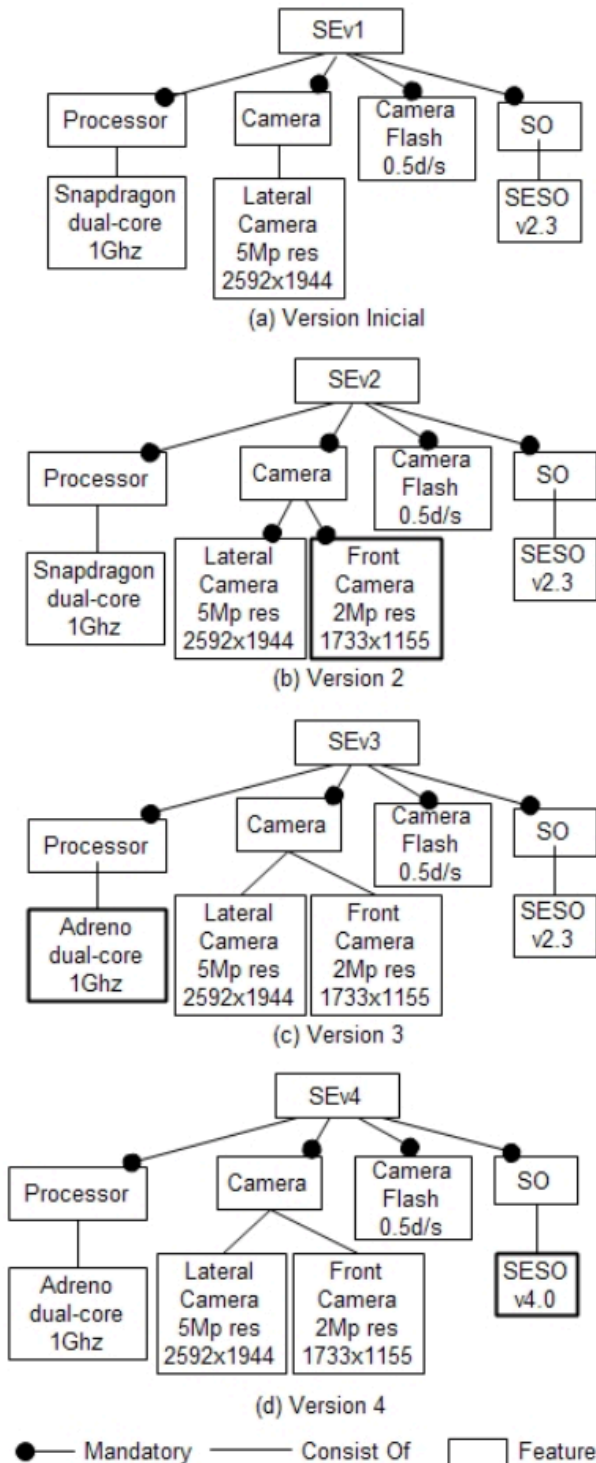 SEv1
Processor
Camera
Camera
Flash
0.5d/s
SO
Snapdragon
dual-core
1Ghz
Lateral
Camera
5Mp res
2592x1944
SESO
v2.3
(a) Version Inicial
SEv2
Processor
Camera
Camera
Flash
0.5d/s
SO
Snapdragon
dual-core
1Ghz
Lateral
Camera
5Mp res
2592x1944
Front
Camera
2Mp res
1733x1155
SESO
v2.3
(b) Version 2
SEv3
Processor
Camera
Camera
Flash
0.5d/s
SO
Adreno
dual-core
1Ghz
Lateral
Camera
5Mp res
2592x1944
Front
Camera
2Mp res
1733x1155
SESO
v2.3
(c) Version 3
SEv4
Processor
Camera
Camera
Flash
0.5d/s
SO
Adreno
dual-core
1Ghz
Lateral
Camera
5Mp res
2592x1944
Front
Camera
2Mp res
1733x1155
SESO
v4.0
(d) Version 4
Mandatory
Consist Of
Feature